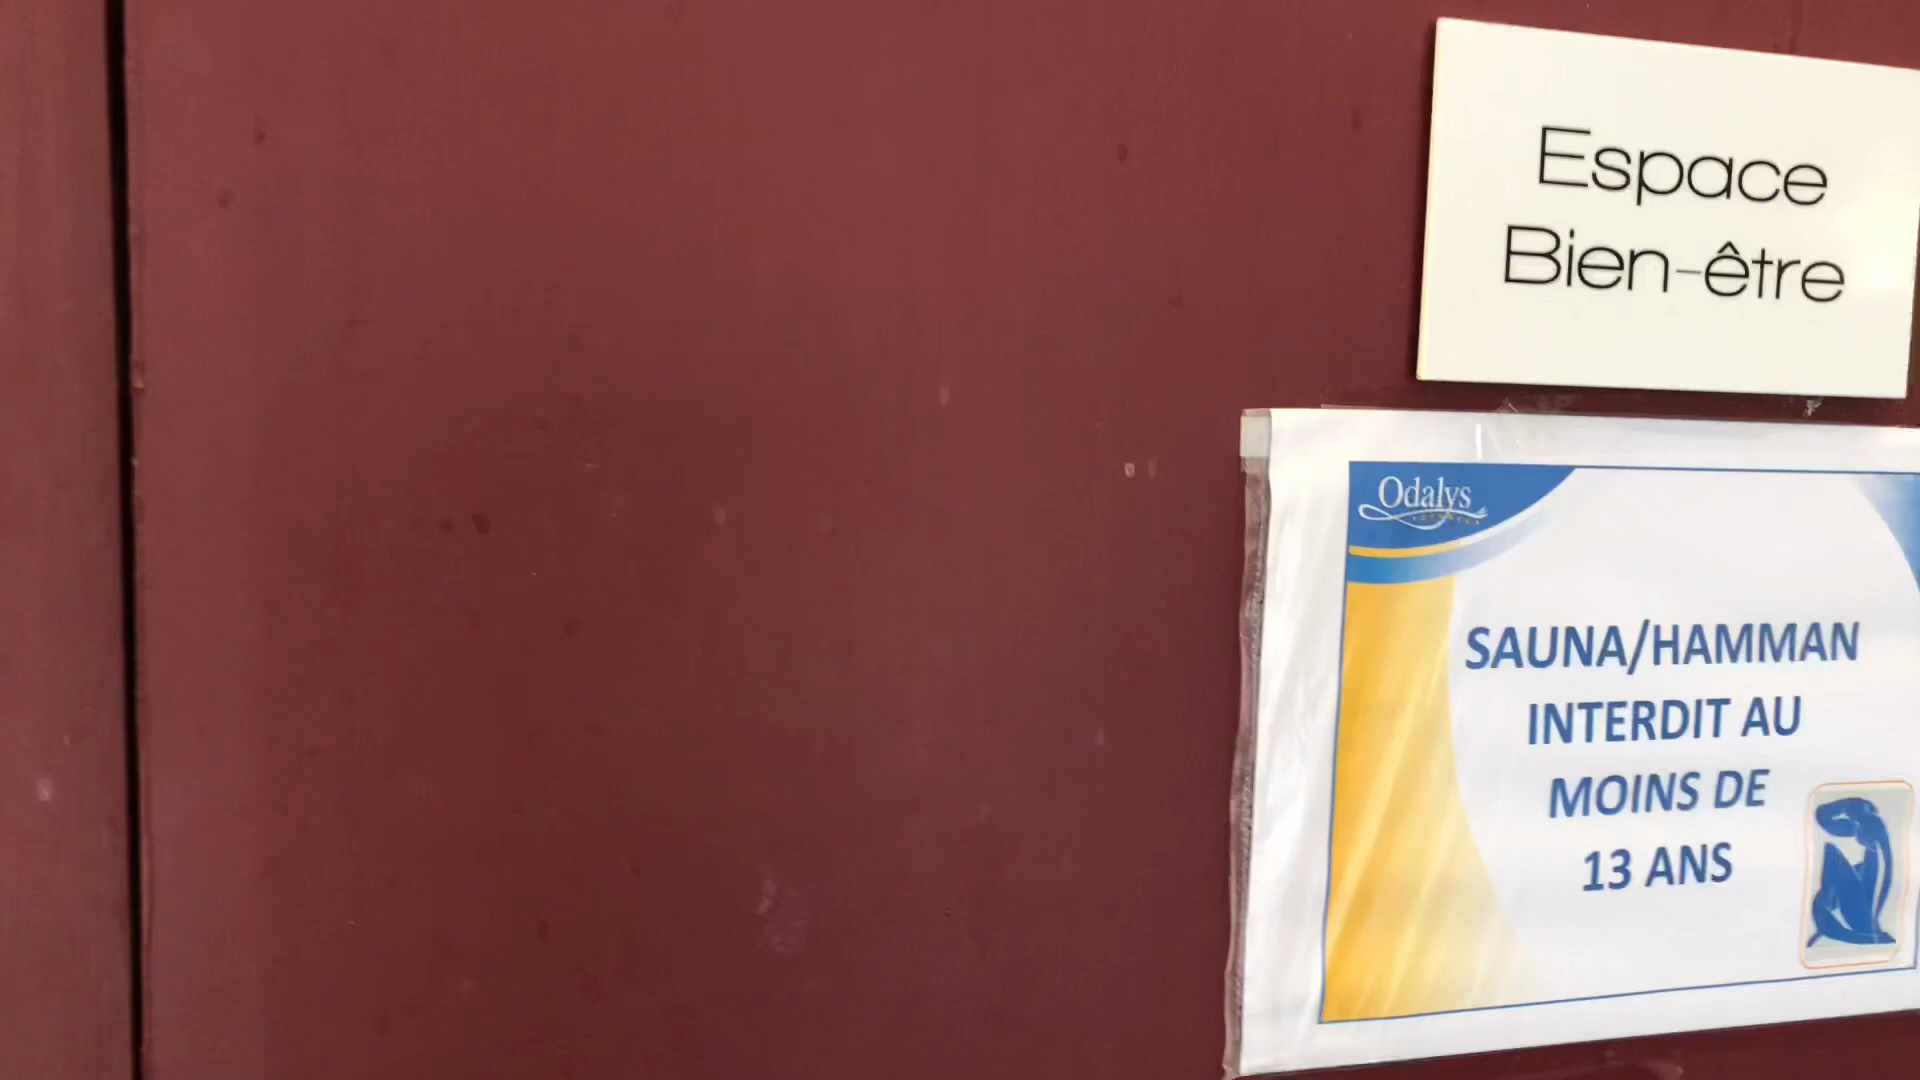 Espace
Bien-être
Odalys
SAUNA/HAMMAN
INTERDIT AU
MOINS DE
13 ANS